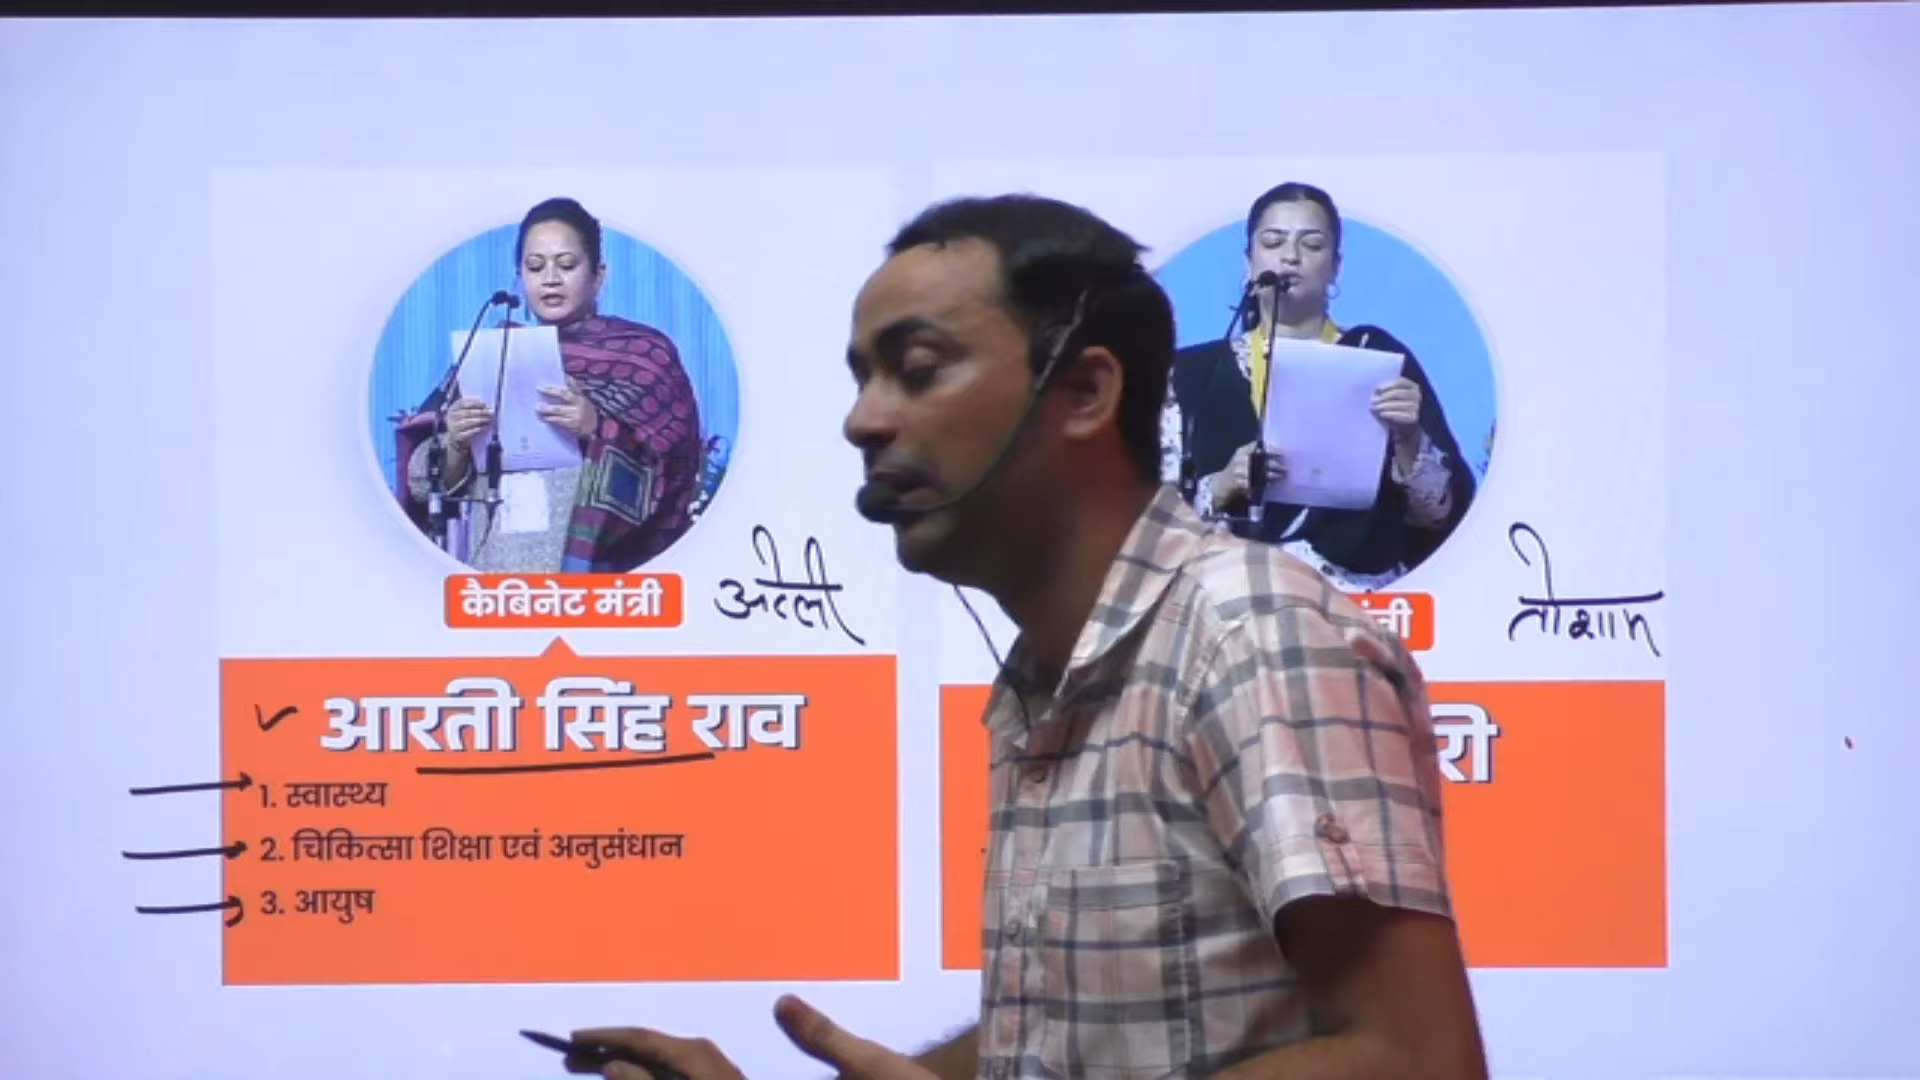 कैबिनेट मंत्री
अटेली
आरती सिंह राव
1. स्वास्थ्य
2. चिकित्सा शिक्षा एवं अनुसंधान
3. आयुष
तोशाम